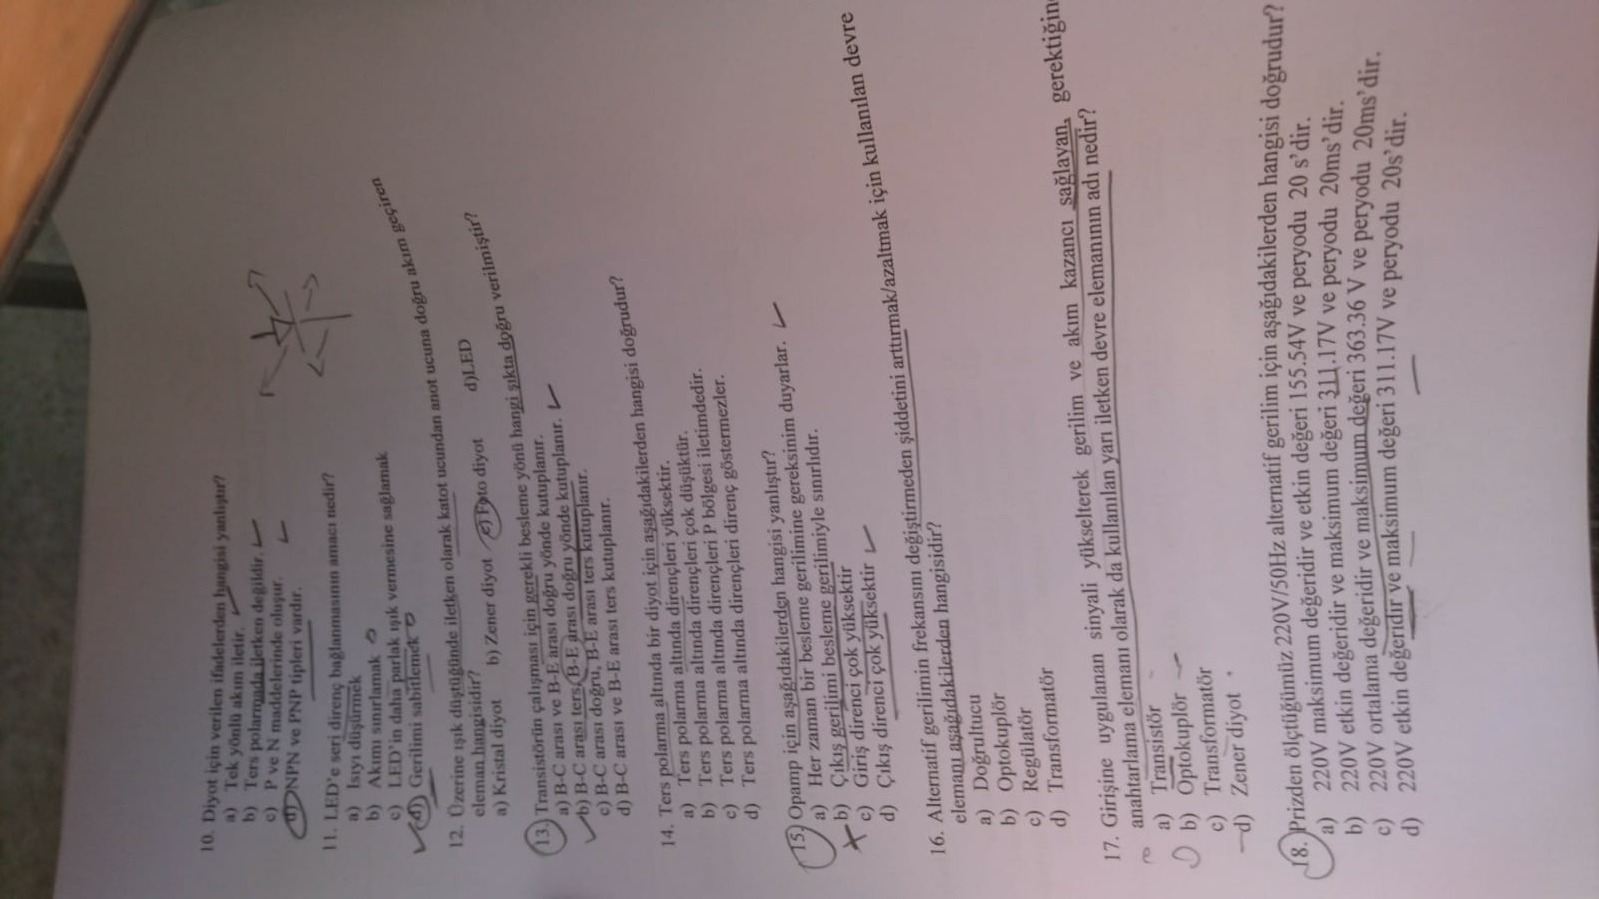 10. Diyot için verilen ifadelerden hangisi yanlıştır?
a) Tek yönlü akım iletir.
b) Ters polarmada iletken değildir.
c) P ve N maddelerinde oluşur.
d) NPN ve PNP tipleri vardır.
11. LED'e seri direnç bağlanmasının amacı nedir?
a) Isıyı düşürmek
b) Akımı sınırlamak
c) LED'in daha parlak ışık vermesine sağlamak
d) Gerilimi sabitlemek
12. Üzerine ışık düştüğünde iletken olarak katot ucundan anot ucuna doğru akım geçiren
eleman hangisidir?
a) Kristal diyot b) Zener diyot c) Foto diyot d)LED
13. Transistörün çalışması için gerekli besleme yönü hangi şıkta doğru verilmiştir?
a) B-C arası ve B-E arası doğru yönde kutuplanır.
b) B-C arası ters, B-E arası doğru yönde kutuplanır.
c) B-C arası doğru, B-E arası ters kutuplanır.
d) B-C arası ve B-E arası ters kutuplanır.
14. Ters polarma altında bir diyot için aşağıdakilerden hangisi doğrudur?
a) Ters polarma altında dirençleri yüksektir.
b) Ters polarma altında dirençleri çok düşüktür.
c) Ters polarma altında dirençleri P bölgesi iletimdedir.
d) Ters polarma altında dirençleri direnç göstermezler.
15. Opamp için aşağıdakilerden hangisi yanlıştır?
a) Her zaman bir besleme gerilimine gereksinim duyarlar.
b) Çıkış gerilimi besleme gerilimiyle sınırlıdır.
c) Giriş direnci çok yüksektir
d) Çıkış direnci çok yüksektir
16. Alternatif gerilimin frekansını değiştirmeden şiddetini arttırmak/azaltmak için kullanılan devre
elemanı aşağıdakilerden hangisidir?
a) Doğrultucu
b) Optokuplör
c) Regülatör
d) Transformatör
17. Girişine uygulanan sinyali yükselterek gerilim ve akım kazancı sağlayan, gerektiğin
anahtarlama elemanı olarak da kullanılan yarı iletken devre elemanının adı nedir?
a) Transistör
b) Optokuplör
c) Transformatör
d) Zener diyot
18. Prizden ölçtüğümüz 220V/50Hz alternatif gerilim için aşağıdakilerden hangisi doğrudur?
a) 220V maksimum değeridir ve etkin değeri 155.54V ve peryodu 20 s'dir.
b) 220V etkin değeridir ve maksimum değeri 311.17V ve peryodu 20ms'dir.
c) 220V ortalama değeridir ve maksimum değeri 363.36 V ve peryodu 20ms'dir.
d) 220V etkin değeridir ve maksimum değeri 311.17V ve peryodu 20s'dir.